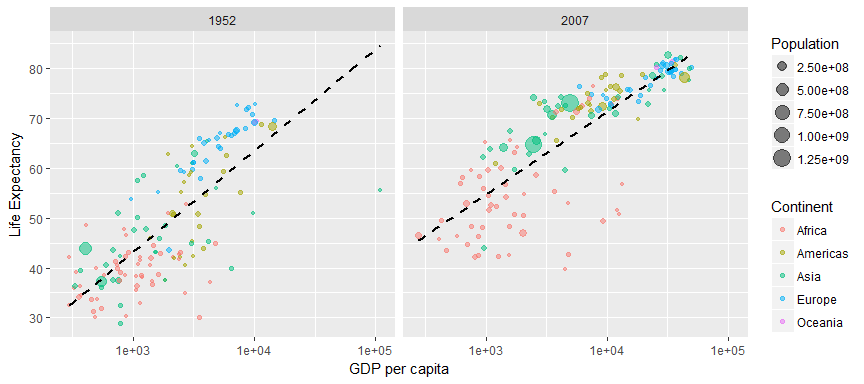 1952
2007
Life Expectancy
80
70
60
50
40
30
1e+03
1e+04
1e+05
1e+03
1e+04
1e+05
GDP per capita
Population
2.50e+08
5.00e+08
7.50e+08
1.00e+09
1.25e+09
Continent
Africa
Americas
Asia
Europe
Oceania